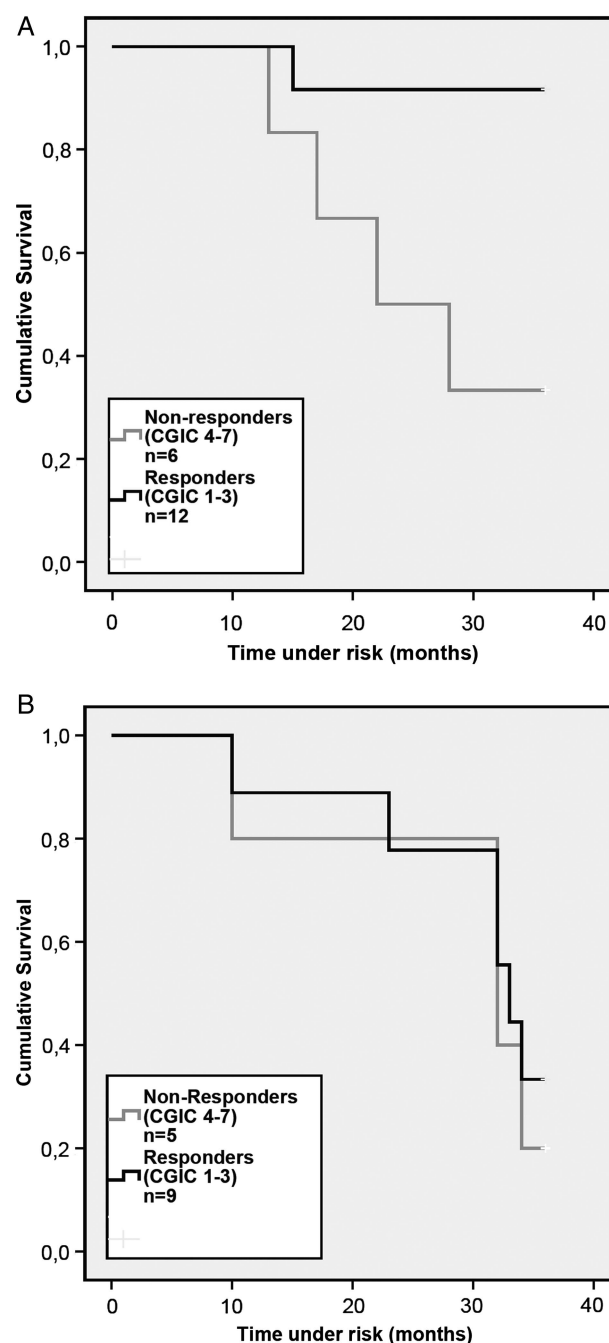 A
1,0
0,8
0,6
0,4
0,2
0,0
Cumulative Survival
Non-responders
(CGIC 4-7)
n=6
Responders
(CGIC 1-3)
n=12
0 10 20 30 40
Time under risk (months)
B
1,0
0,8
0,6
0,4
0,2
0,0
Cumulative Survival
Non-Responders
(CGIC 4-7)
n=5
Responders
(CGIC 1-3)
n=9
0 10 20 30 40
Time under risk (months)